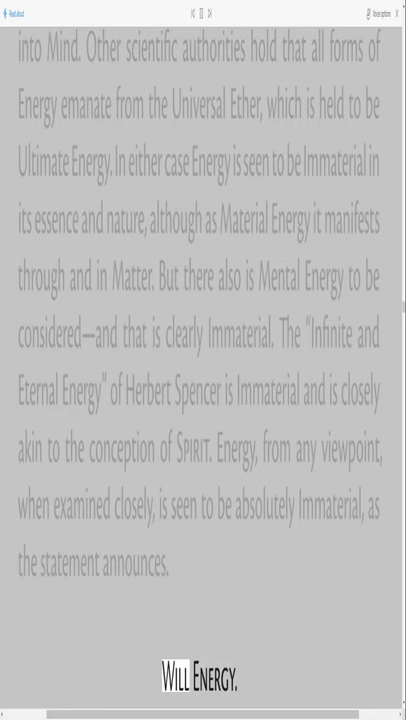 Read aloud
Voice options
into Mind. Other scientific authorities hold that all forms of
Energy emanate from the Universal Ether, which is held to be
Ultimate Energy. In either case Energy is seen to be Immaterial in
its essence and nature, although as Material Energy it manifests
through and in Matter. But there also is Mental Energy to be
considered—and that is clearly Immaterial. The “Infinite and
Eternal Energy” of Herbert Spencer is Immaterial and is closely
akin to the conception of SPIRIT. Energy, from any viewpoint,
when examined closely, is seen to be absolutely Immaterial, as
the statement announces.
WILL ENERGY.